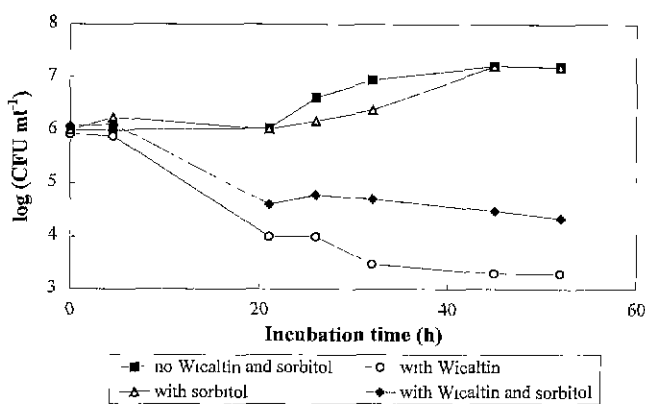 8
7
6
5
4
3
log (CFU ml⁻¹)
0
20
40
60
Incubation time (h)
no Wicaltin and sorbitol
with Wicaltin
with sorbitol
with Wicaltin and sorbitol